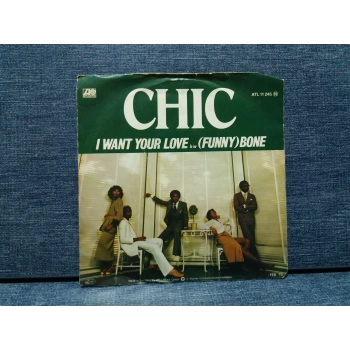 ATL 11 245
CHIC
I WANT YOUR LOVE b/w (FUNNY) BONE